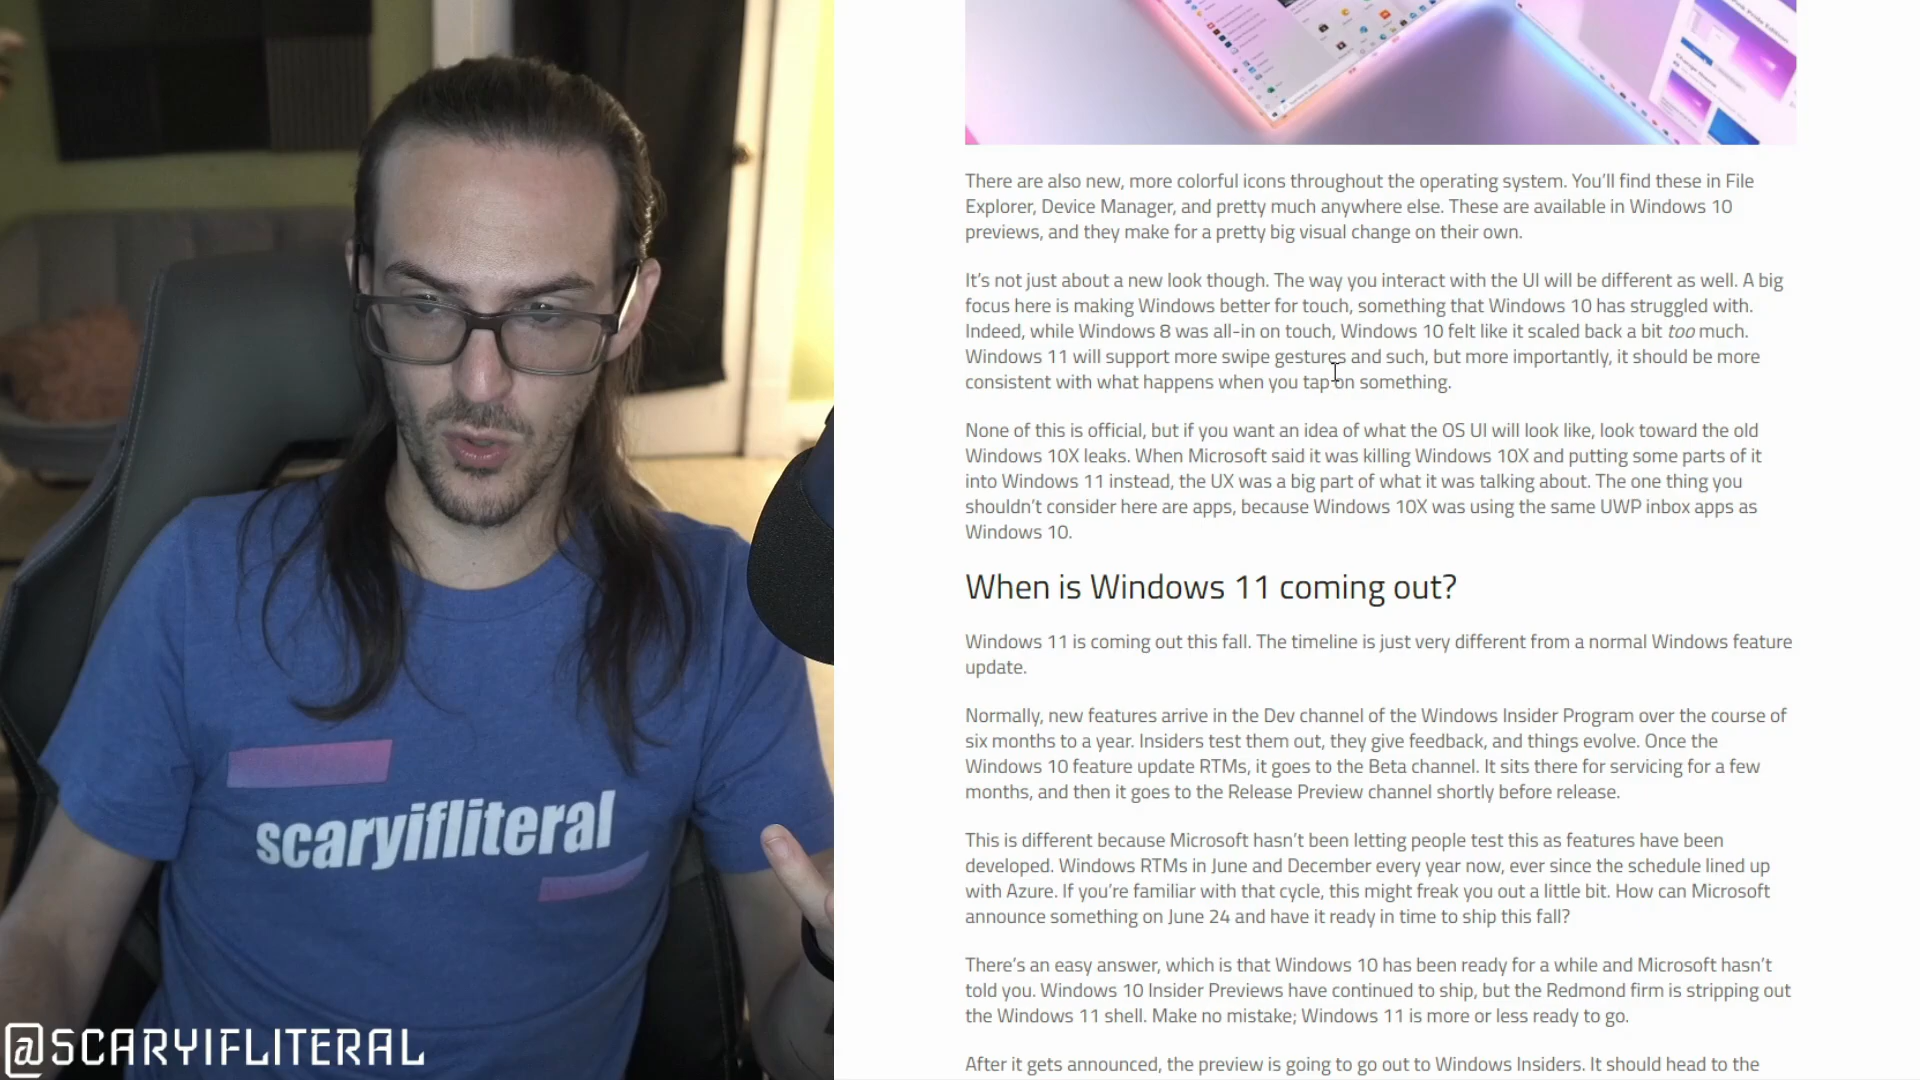 There are also new, more colorful icons throughout the operating system. You'll find these in File
Explorer, Device Manager, and pretty much anywhere else. These are available in Windows 10
previews, and they make for a pretty big visual change on their own.
It's not just about a new look though. The way you interact with the UI will be different as well. A big
focus here is making Windows better for touch, something that Windows 10 has struggled with.
Indeed, while Windows 8 was all-in on touch, Windows 10 felt like it scaled back a bit too much.
Windows 11 will support more swipe gestures and such, but more importantly, it should be more
consistent with what happens when you tap on something.
None of this is official, but if you want an idea of what the OS UI will look like, look toward the old
Windows 10X leaks. When Microsoft said it was killing Windows 10X and putting some parts of it
into Windows 11 instead, the UX was a big part of what it was talking about. The one thing you
shouldn't consider here are apps, because Windows 10X was using the same UWP inbox apps as
Windows 10.
When is Windows 11 coming out?
Windows 11 is coming out this fall. The timeline is just very different from a normal Windows feature
update.
Normally, new features arrive in the Dev channel of the Windows Insider Program over the course of
six months to a year. Insiders test them out, they give feedback, and things evolve. Once the
Windows 10 feature update RTMs, it goes to the Beta channel. It sits there for servicing for a few
months, and then it goes to the Release Preview channel shortly before release.
This is different because Microsoft hasn't been letting people test this as features have been
developed. Windows RTMs in June and December every year now, ever since the schedule lined up
with Azure. If you're familiar with that cycle, this might freak you out a little bit. How can Microsoft
announce something on June 24 and have it ready in time to ship this fall?
There's an easy answer, which is that Windows 10 has been ready for a while and Microsoft hasn't
told you. Windows 10 Insider Previews have continued to ship, but the Redmond firm is stripping out
the Windows 11 shell. Make no mistake; Windows 11 is more or less ready to go.
After it gets announced, the preview is going to go out to Windows Insiders. It should head to the
scaryifliteral
@SCARYIFLITERAL